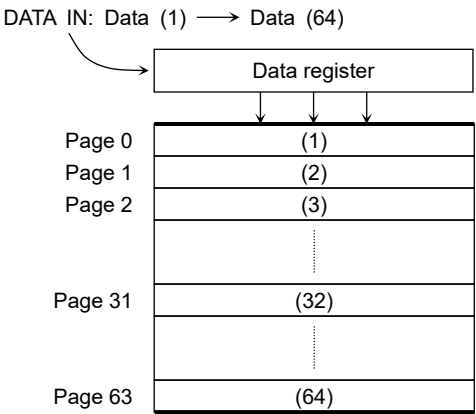 DATA IN: Data (1) → Data (64)
Data register
Page 0 (1)
Page 1 (2)
Page 2 (3)
Page 31 (32)
Page 63 (64)